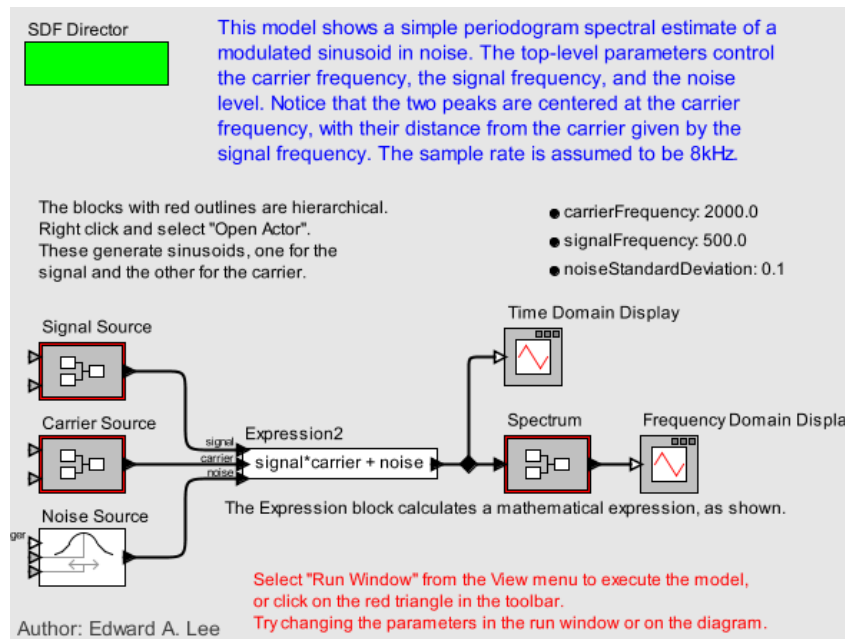 SDF Director
This model shows a simple periodogram spectral estimate of a
modulated sinusoid in noise. The top-level parameters control
the carrier frequency, the signal frequency, and the noise
level. Notice that the two peaks are centered at the carrier
frequency, with their distance from the carrier given by the
signal frequency. The sample rate is assumed to be 8kHz.
The blocks with red outlines are hierarchical.
Right click and select "Open Actor".
These generate sinusoids, one for the
signal and the other for the carrier.
carrierFrequency: 2000.0
signalFrequency: 500.0
noiseStandardDeviation: 0.1
Time Domain Display
Signal Source
Carrier Source
signal
carrier
noise
Expression2
signal*carrier + noise
Spectrum
Frequency Domain Displa
The Expression block calculates a mathematical expression, as shown.
Noise Source
ger
Select "Run Window" from the View menu to execute the model,
or click on the red triangle in the toolbar.
Try changing the parameters in the run window or on the diagram.
Author: Edward A. Lee